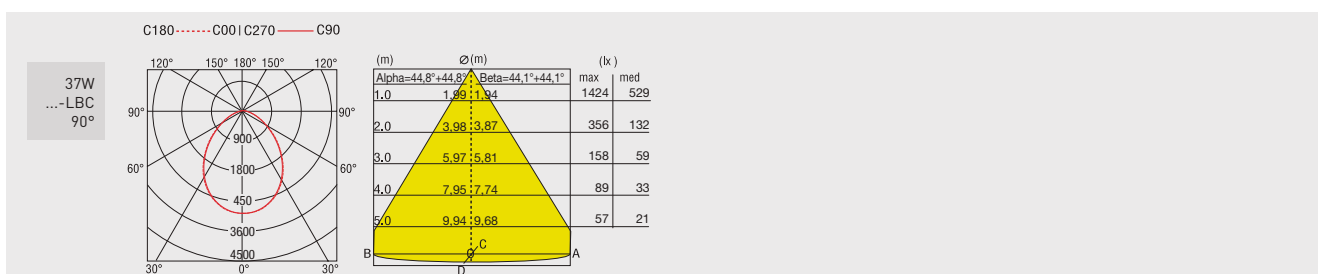 C180 C00 | C270 C90
37W
...-LBC
90°
120° 150° 180° 150° 120°
90° 90°
900
60° 1800 60°
450
3600
4500
30° 0° 30°
(m) Ø(m) (lx)
Alpha=44,8°+44,8° Beta=44,1°+44,1° max med
1.0 1,99 1,94 1424 529
2.0 3,98 3,87 356 132
3.0 5,97 5,81 158 59
4.0 7,95 7,74 89 33
5.0 9,94 9,68 57 21
B C A
D